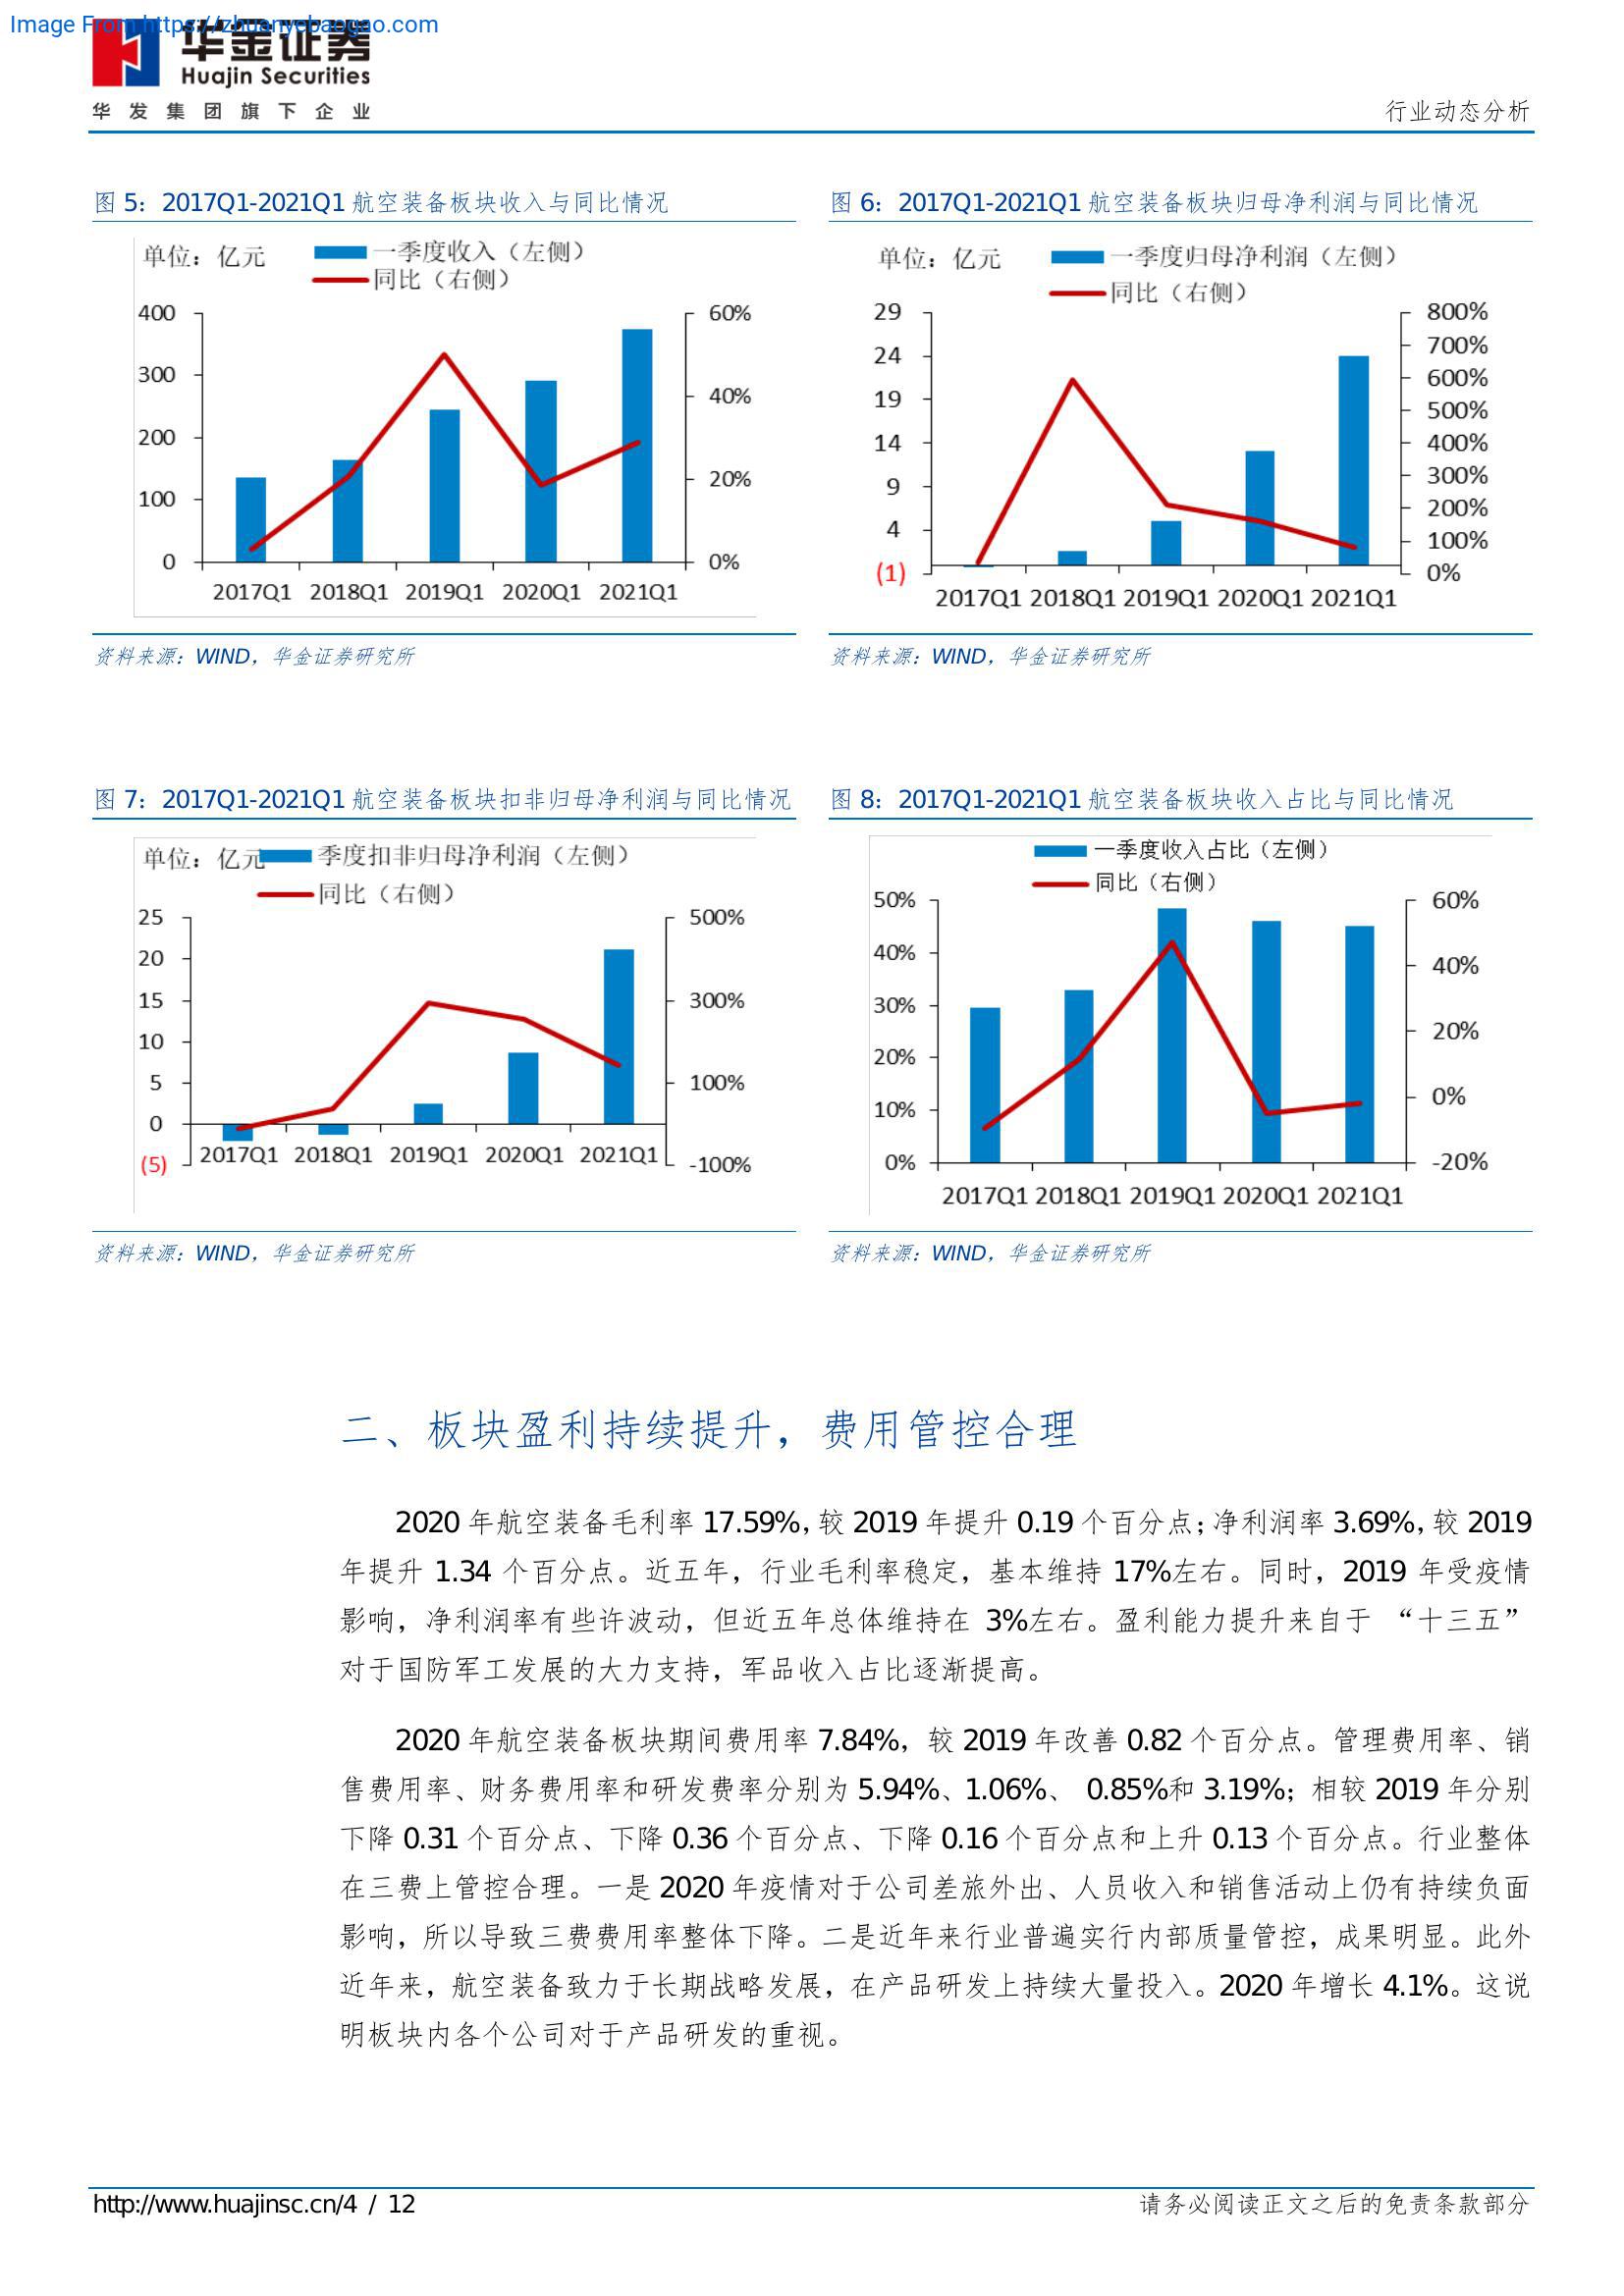 Image From https://zhuanyebaogao.com
华金证券
Huajin Securities
华发集团旗下企业
行业动态分析
图 5：2017Q1-2021Q1 航空装备板块收入与同比情况
单位：亿元
一季度收入（左侧）
同比（右侧）
400
300
200
100
0
60%
40%
20%
0%
2017Q1 2018Q1 2019Q1 2020Q1 2021Q1
资料来源：WIND，华金证券研究所
图 6：2017Q1-2021Q1 航空装备板块归母净利润与同比情况
单位：亿元
一季度归母净利润（左侧）
同比（右侧）
29
24
19
14
9
4
(1)
800%
700%
600%
500%
400%
300%
200%
100%
0%
2017Q1 2018Q1 2019Q1 2020Q1 2021Q1
资料来源：WIND，华金证券研究所
图 7：2017Q1-2021Q1 航空装备板块扣非归母净利润与同比情况
单位：亿元
季度扣非归母净利润（左侧）
同比（右侧）
25
20
15
10
5
0
(5)
500%
300%
100%
-100%
2017Q1 2018Q1 2019Q1 2020Q1 2021Q1
资料来源：WIND，华金证券研究所
图 8：2017Q1-2021Q1 航空装备板块收入占比与同比情况
一季度收入占比（左侧）
同比（右侧）
50%
40%
30%
20%
10%
0%
60%
40%
20%
0%
-20%
2017Q1 2018Q1 2019Q1 2020Q1 2021Q1
资料来源：WIND，华金证券研究所
二、板块盈利持续提升，费用管控合理
2020 年航空装备毛利率 17.59%，较 2019 年提升 0.19 个百分点；净利润率 3.69%，较 2019
年提升 1.34 个百分点。近五年，行业毛利率稳定，基本维持 17%左右。同时，2019 年受疫情
影响，净利润率有些许波动，但近五年总体维持在 3%左右。盈利能力提升来自于 “十三五”
对于国防军工发展的大力支持，军品收入占比逐渐提高。
2020 年航空装备板块期间费用率 7.84%，较 2019 年改善 0.82 个百分点。管理费用率、销
售费用率、财务费用率和研发费率分别为 5.94%、1.06%、 0.85%和 3.19%；相较 2019 年分别
下降 0.31 个百分点、下降 0.36 个百分点、下降 0.16 个百分点和上升 0.13 个百分点。行业整体
在三费上管控合理。一是 2020 年疫情对于公司差旅外出、人员收入和销售活动上仍有持续负面
影响，所以导致三费费用率整体下降。二是近年来行业普遍实行内部质量管控，成果明显。此外
近年来，航空装备致力于长期战略发展，在产品研发上持续大量投入。2020 年增长 4.1%。这说
明板块内各个公司对于产品研发的重视。
http://www.huajinsc.cn/4 / 12
请务必阅读正文之后的免责条款部分